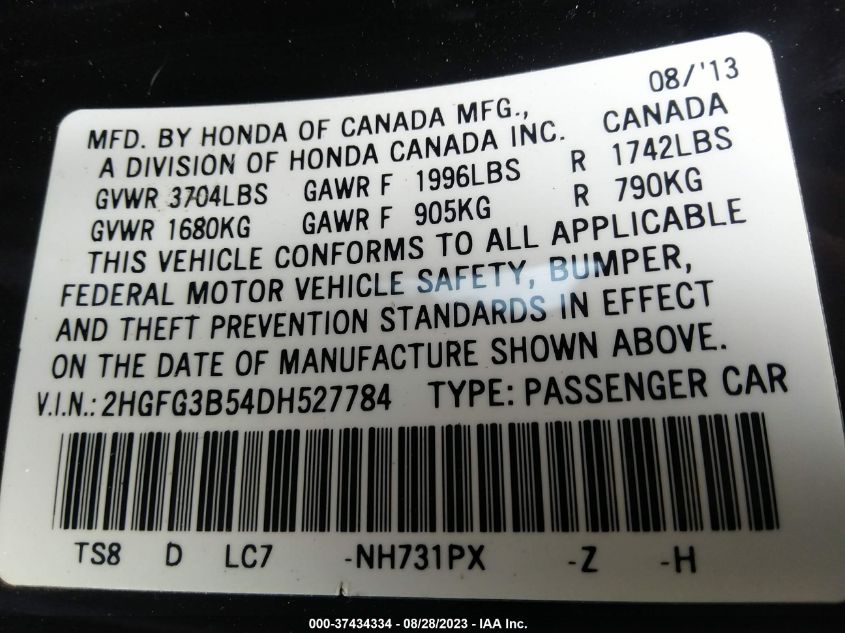 08/'13
MFD. BY HONDA OF CANADA MFG.,
A DIVISION OF HONDA CANADA INC. CANADA
GVWR 3704LBS GAWR F 1996LBS R 1742LBS
GVWR 1680KG GAWR F 905KG R 790KG
THIS VEHICLE CONFORMS TO ALL APPLICABLE
FEDERAL MOTOR VEHICLE SAFETY, BUMPER,
AND THEFT PREVENTION STANDARDS IN EFFECT
ON THE DATE OF MANUFACTURE SHOWN ABOVE.
V.I.N.: 2HGFG3B54DH527784 TYPE: PASSENGER CAR
TS8 D LC7 -NH731PX -Z -H
000-37434334 - 08/28/2023 - IAA Inc.